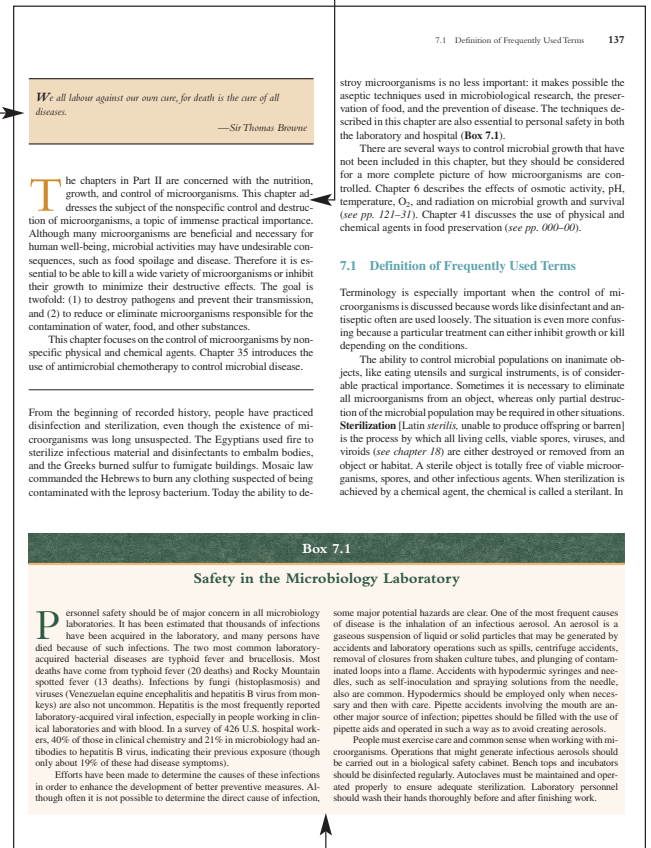 7.1 Definition of Frequently Used Terms 137
We all labour against our own cure, for death is the cure of all
diseases.
—Sir Thomas Browne
The chapters in Part II are concerned with the nutrition,
growth, and control of microorganisms. This chapter ad-
dresses the subject of the nonspecific control and destruc-
tion of microorganisms, a topic of immense practical importance.
Although many microorganisms are beneficial and necessary for
human well-being, microbial activities may have undesirable con-
sequences, such as food spoilage and disease. Therefore it is es-
sential to be able to kill a wide variety of microorganisms or inhibit
their growth to minimize their destructive effects. The goal is
twofold: (1) to destroy pathogens and prevent their transmission,
and (2) to reduce or eliminate microorganisms responsible for the
contamination of water, food, and other substances.
This chapter focuses on the control of microorganisms by non-
specific physical and chemical agents. Chapter 35 introduces the
use of antimicrobial chemotherapy to control microbial disease.
From the beginning of recorded history, people have practiced
disinfection and sterilization, even though the existence of mi-
croorganisms was long unsuspected. The Egyptians used fire to
sterilize infectious material and disinfectants to embalm bodies,
and the Greeks burned sulfur to fumigate buildings. Mosaic law
commanded the Hebrews to burn any clothing suspected of being
contaminated with the leprosy bacterium. Today the ability to de-
stroy microorganisms is no less important: it makes possible the
aseptic techniques used in microbiological research, the preser-
vation of food, and the prevention of disease. The techniques de-
scribed in this chapter are also essential to personal safety in both
the laboratory and hospital (Box 7.1).
There are several ways to control microbial growth that have
not been included in this chapter, but they should be considered
for a more complete picture of how microorganisms are con-
trolled. Chapter 6 describes the effects of osmotic activity, pH,
temperature, O₂, and radiation on microbial growth and survival
(see pp. 121–31). Chapter 41 discusses the use of physical and
chemical agents in food preservation (see pp. 000–00).
7.1 Definition of Frequently Used Terms
Terminology is especially important when the control of mi-
croorganisms is discussed because words like disinfectant and an-
tiseptic often are used loosely. The situation is even more confus-
ing because a particular treatment can either inhibit growth or kill
depending on the conditions.
The ability to control microbial populations on inanimate ob-
jects, like eating utensils and surgical instruments, is of consider-
able practical importance. Sometimes it is necessary to eliminate
all microorganisms from an object, whereas only partial destruc-
tion of the microbial population may be required in other situations.
Sterilization [Latin sterilis, unable to produce offspring or barren]
is the process by which all living cells, viable spores, viruses, and
viroids (see chapter 18) are either destroyed or removed from an
object or habitat. A sterile object is totally free of viable microor-
ganisms, spores, and other infectious agents. When sterilization is
achieved by a chemical agent, the chemical is called a sterilant. In
Box 7.1
Safety in the Microbiology Laboratory
Personnel safety should be of major concern in all microbiology
laboratories. It has been estimated that thousands of infections
have been acquired in the laboratory, and many persons have
died because of such infections. The two most common laboratory-
acquired bacterial diseases are typhoid fever and brucellosis. Most
deaths have come from typhoid fever (20 deaths) and Rocky Mountain
spotted fever (13 deaths). Infections by fungi (histoplasmosis) and
viruses (Venezuelan equine encephalitis and hepatitis B virus from mon-
keys) are also not uncommon. Hepatitis is the most frequently reported
laboratory-acquired viral infection, especially in people working in clin-
ical laboratories and with blood. In a survey of 426 U.S. hospital work-
ers, 40% of those in clinical chemistry and 21% in microbiology had an-
tibodies to hepatitis B virus, indicating their previous exposure (though
only about 19% of these had disease symptoms).
Efforts have been made to determine the causes of these infections
in order to enhance the development of better preventive measures. Al-
though often it is not possible to determine the direct cause of infection,
some major potential hazards are clear. One of the most frequent causes
of disease is the inhalation of an infectious aerosol. An aerosol is a
gaseous suspension of liquid or solid particles that may be generated by
accidents and laboratory operations such as spills, centrifuge accidents,
removal of closures from shaken culture tubes, and plunging of contam-
inated loops into a flame. Accidents with hypodermic syringes and nee-
dles, such as self-inoculation and spraying solutions from the needle,
also are common. Hypodermics should be employed only when neces-
sary and then with care. Pipette accidents involving the mouth are an-
other major source of infection; pipettes should be filled with the use of
pipette aids and operated in such a way as to avoid creating aerosols.
People must exercise care and common sense when working with mi-
croorganisms. Operations that might generate infectious aerosols should
be carried out in a biological safety cabinet. Bench tops and incubators
should be disinfected regularly. Autoclaves must be maintained and oper-
ated properly to ensure adequate sterilization. Laboratory personnel
should wash their hands thoroughly before and after finishing work.